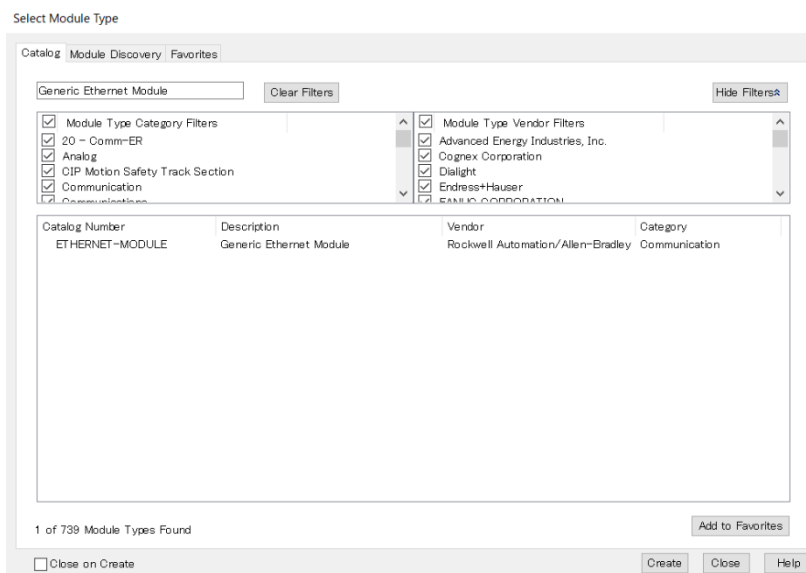 Select Module Type
Catalog Module Discovery Favorites
Generic Ethernet Module Clear Filters Hide Filters
Module Type Category Filters Module Type Vendor Filters
20 - Comm-ER Advanced Energy Industries, Inc.
Analog Cognex Corporation
CIP Motion Safety Track Section Dialight
Communication Endress+Hauser
Communications FANUC CORPORATION
Catalog Number Description Vendor Category
ETHERNET-MODULE Generic Ethernet Module Rockwell Automation/Allen-Bradley Communication
1 of 739 Module Types Found Add to Favorites
Close on Create Create Close Help